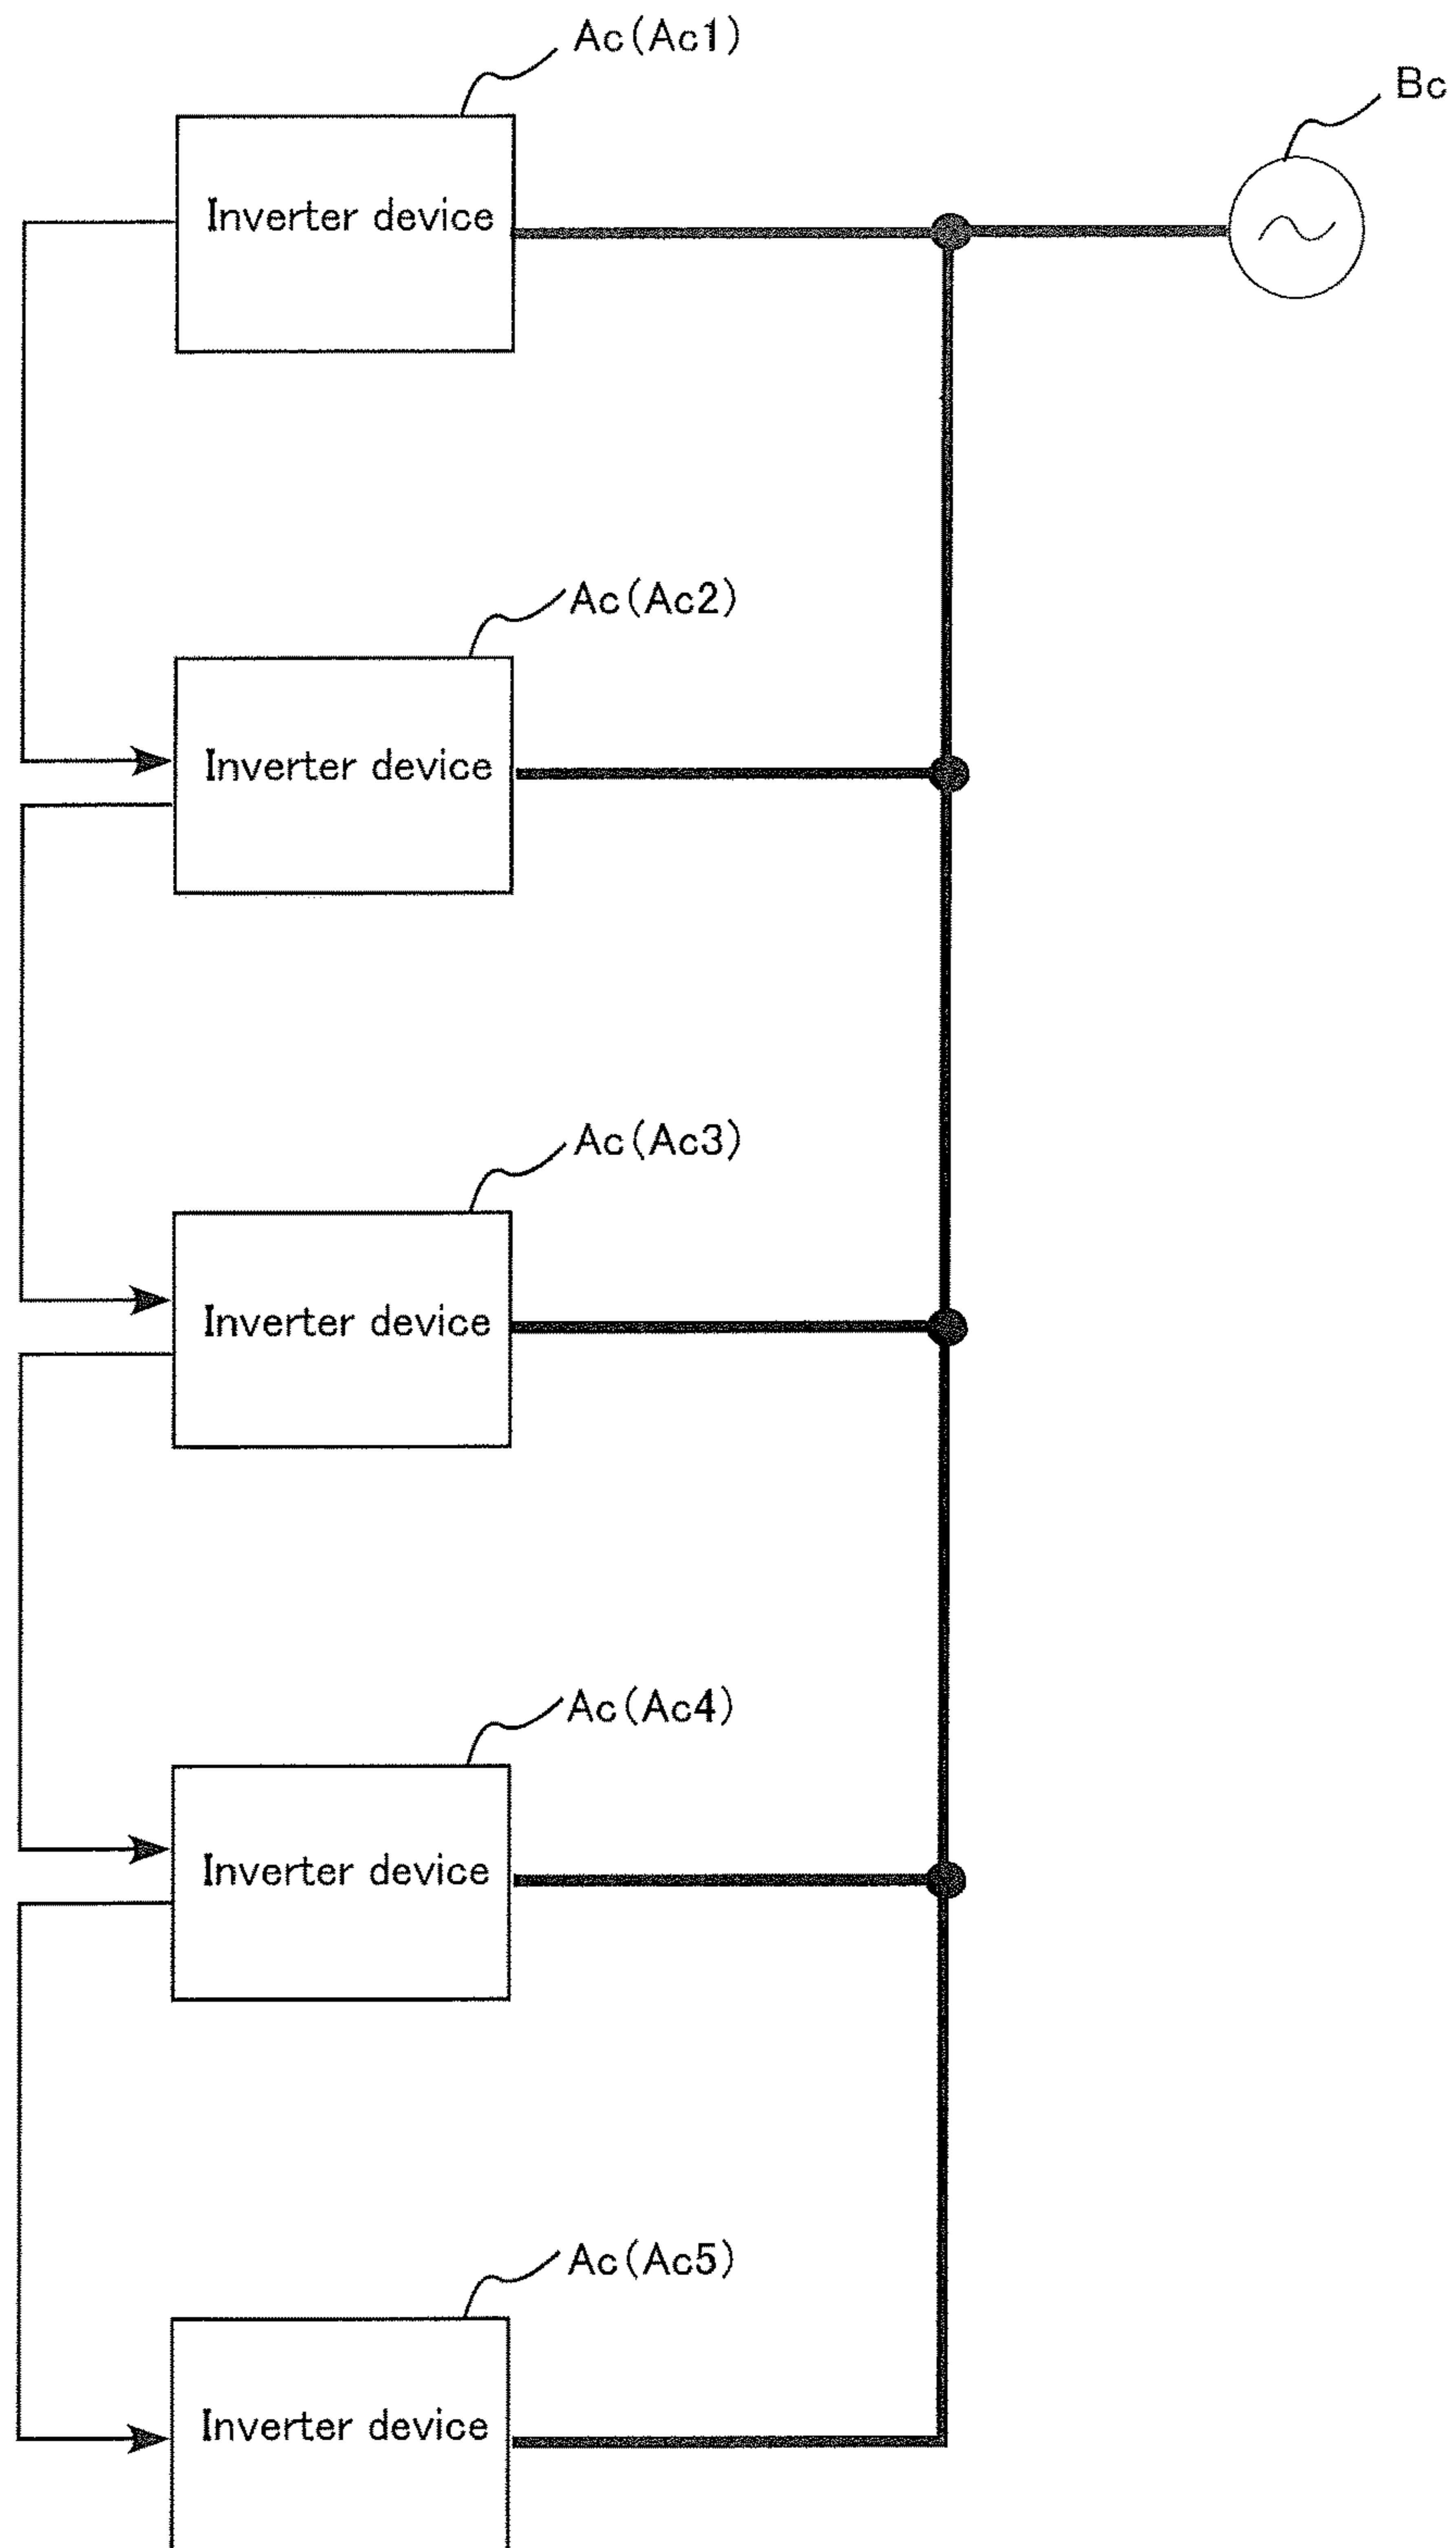 Ac(Ac1)
Bc
Inverter device
Ac(Ac2)
Inverter device
Ac(Ac3)
Inverter device
Ac(Ac4)
Inverter device
Ac(Ac5)
Inverter device